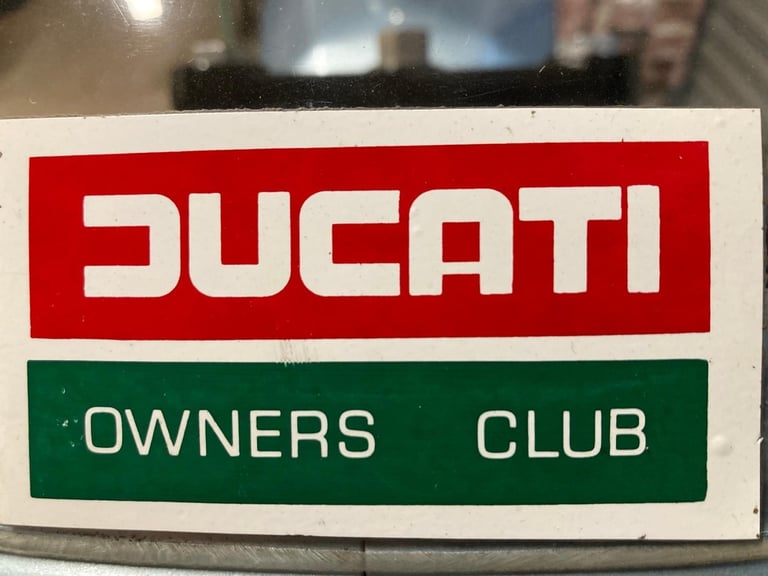 DUCATI
OWNERS CLUB